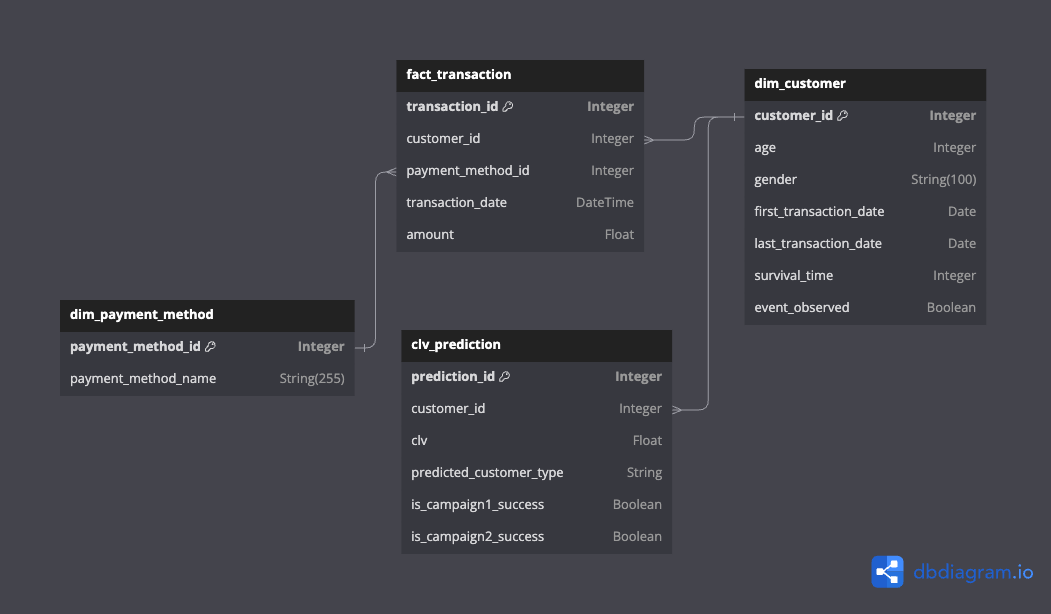 fact_transaction
transaction_id Integer
customer_id Integer
payment_method_id Integer
transaction_date DateTime
amount Float
dim_customer
customer_id Integer
age Integer
gender String(100)
first_transaction_date Date
last_transaction_date Date
survival_time Integer
event_observed Boolean
dim_payment_method
payment_method_id Integer
payment_method_name String(255)
clv_prediction
prediction_id Integer
customer_id Integer
clv Float
predicted_customer_type String
is_campaign1_success Boolean
is_campaign2_success Boolean
dbdiagram.io